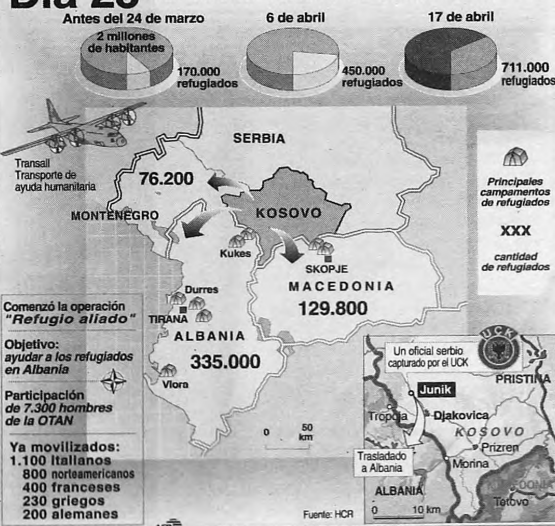 Día 26
Antes del 24 de marzo
2 millones
de habitantes
170.000
refugiados
6 de abril
450.000
refugiados
17 de abril
711.000
refugiados
Transall
Transporte de
ayuda humanitaria
SERBIA
76.200
MONTENEGRO
KOSOVO
Kukes
SKOPJE
MACEDONIA
129.800
Durres
TIRANA
ALBANIA
335.000
Vlora
0 50
km
Principales
campamentos
de refugiados
XXX
cantidad
de refugiados
Comenzó la operación
"Refugio aliado"
Objetivo:
ayudar a los refugiados
en Albania
Participación
de 7.300 hombres
de la OTAN
Ya movilizados:
1.100 Italianos
800 norteamericanos
400 franceses
230 griegos
200 alemanes
Un oficial serbio
capturado por el UCK
UCK
PRISTINA
Junik
Tropoja
Djakovica
KOSOVO
Prizren
Trasladado
a Albania
Morina
ALBANIA
Tetovo
0 10 km
Fuente: HCR